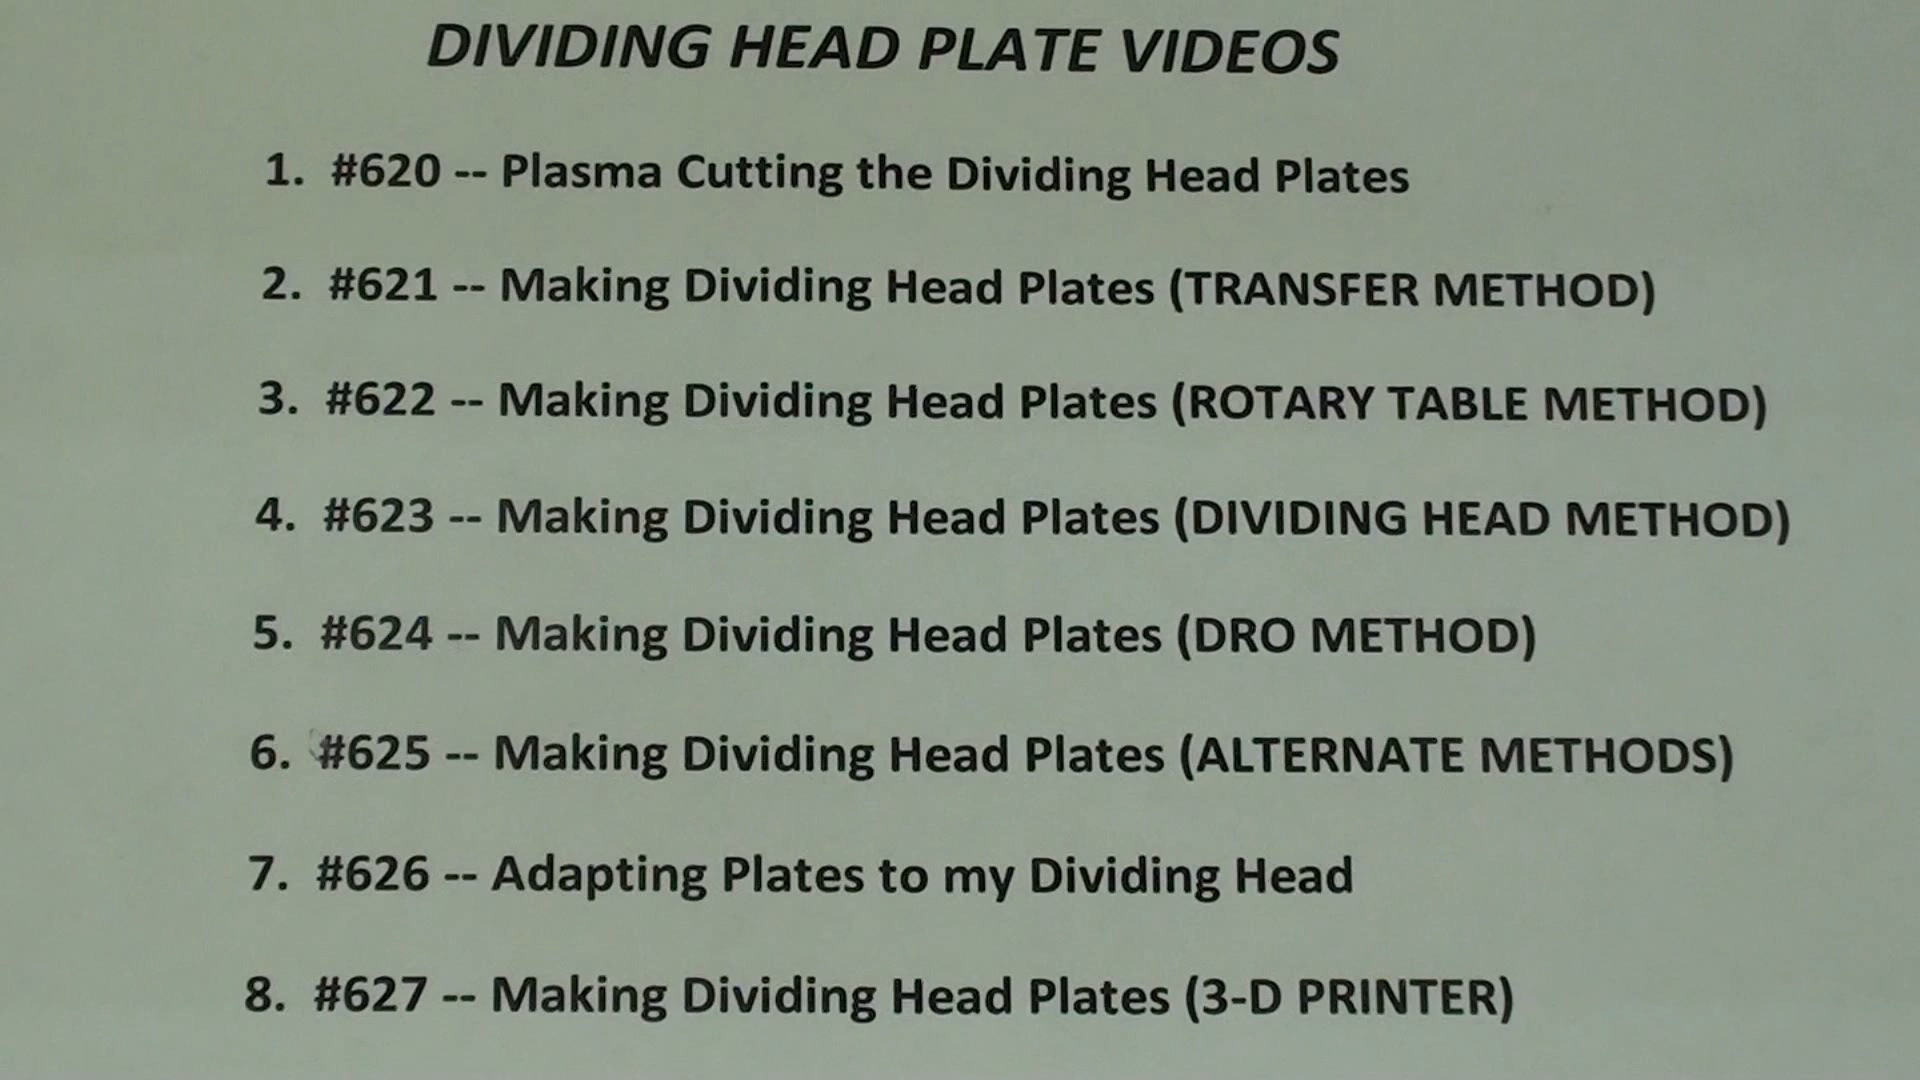 DIVIDING HEAD PLATE VIDEOS
1. #620 -- Plasma Cutting the Dividing Head Plates
2. #621 -- Making Dividing Head Plates (TRANSFER METHOD)
3. #622 -- Making Dividing Head Plates (ROTARY TABLE METHOD)
4. #623 -- Making Dividing Head Plates (DIVIDING HEAD METHOD)
5. #624 -- Making Dividing Head Plates (DRO METHOD)
6. #625 -- Making Dividing Head Plates (ALTERNATE METHODS)
7. #626 -- Adapting Plates to my Dividing Head
8. #627 -- Making Dividing Head Plates (3-D PRINTER)